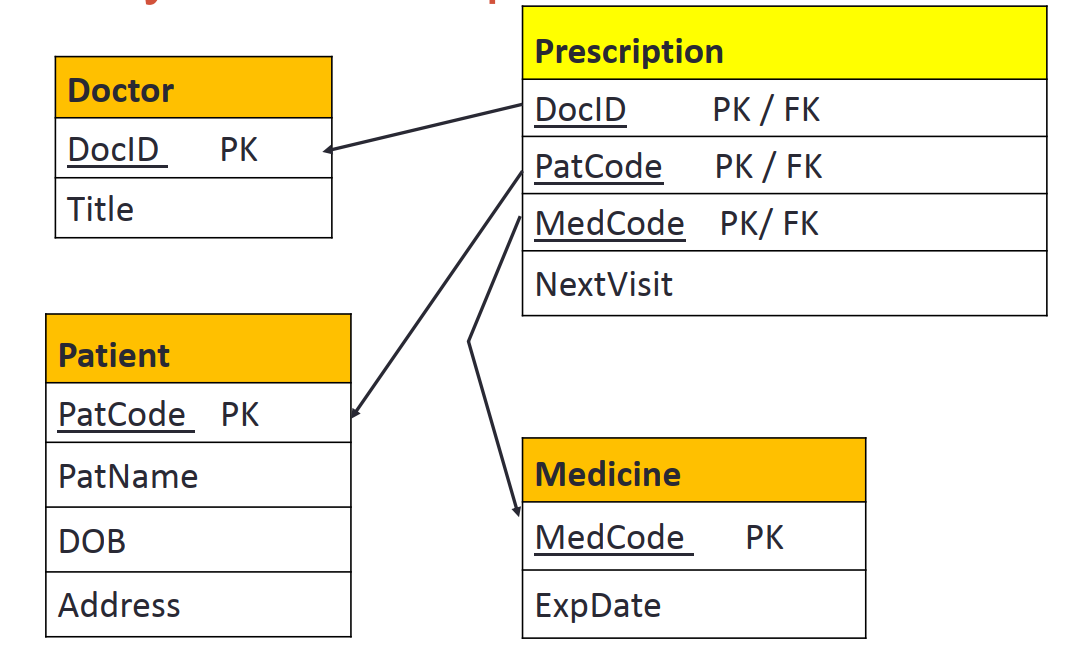 Doctor
DocID PK
Title
Prescription
DocID PK / FK
PatCode PK / FK
MedCode PK/ FK
NextVisit
Patient
PatCode PK
PatName
DOB
Address
Medicine
MedCode PK
ExpDate